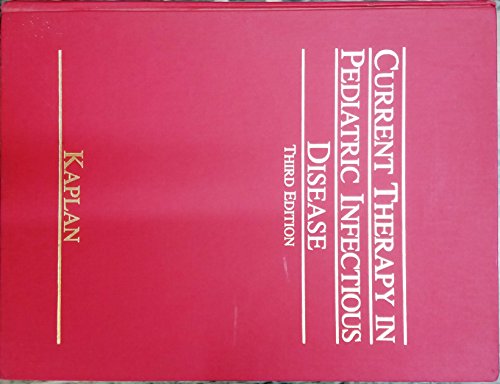 CURRENT THERAPY IN
PEDIATRIC INFECTIOUS
DISEASE
THIRD EDITION
KAPLAN